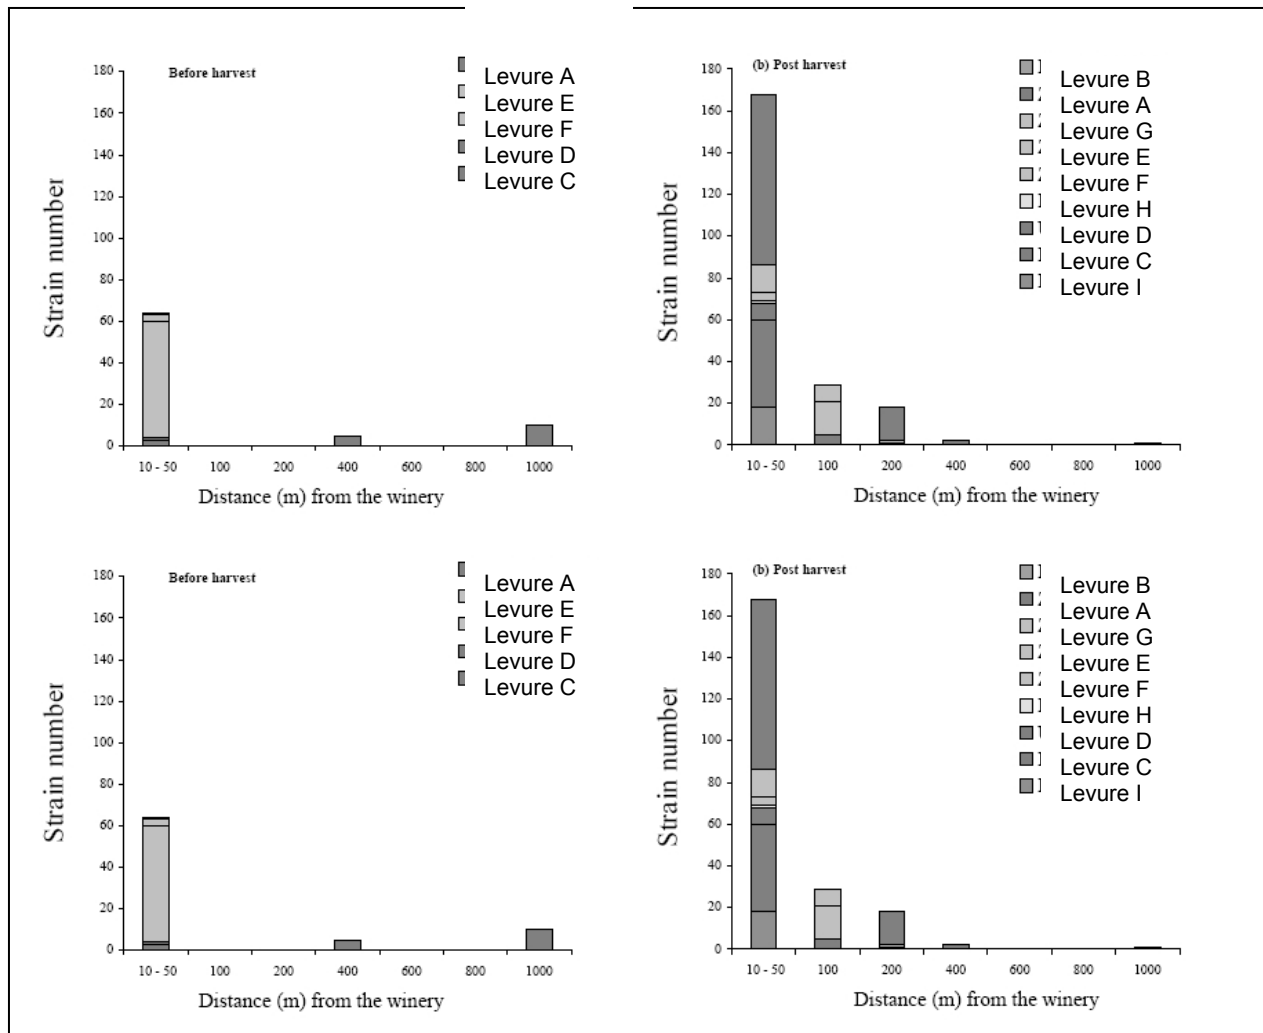 Before harvest
180
160
140
120
100
80
60
40
20
0
Strain number
10 - 50 100 200 400 600 800 1000
Distance (m) from the winery
Levure A
Levure E
Levure F
Levure D
Levure C
(b) Post harvest
180
160
140
120
100
80
60
40
20
0
Strain number
10 - 50 100 200 400 600 800 1000
Distance (m) from the winery
Levure B
Levure A
Levure G
Levure E
Levure F
Levure H
Levure D
Levure C
Levure I
Before harvest
180
160
140
120
100
80
60
40
20
0
Strain number
10 - 50 100 200 400 600 800 1000
Distance (m) from the winery
Levure A
Levure E
Levure F
Levure D
Levure C
(b) Post harvest
180
160
140
120
100
80
60
40
20
0
Strain number
10 - 50 100 200 400 600 800 1000
Distance (m) from the winery
Levure B
Levure A
Levure G
Levure E
Levure F
Levure H
Levure D
Levure C
Levure I